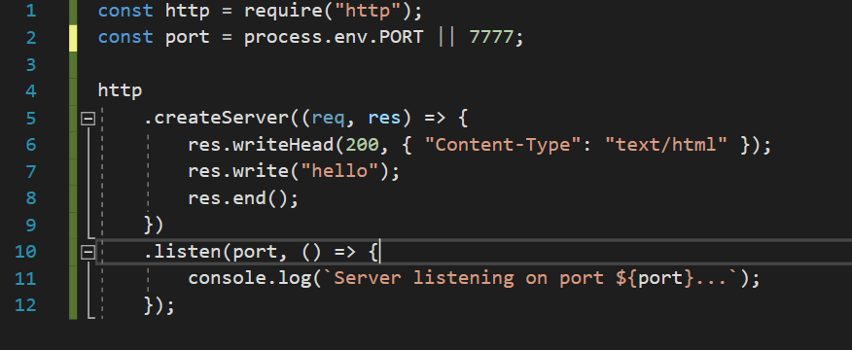 1 const http = require("http");
2 const port = process.env.PORT || 7777;
3
4 http
5 .createServer((req, res) => {
6 res.writeHead(200, { "Content-Type": "text/html" });
7 res.write("hello");
8 res.end();
9 })
10 .listen(port, () => {
11 console.log(`Server listening on port ${port}...`);
12 });